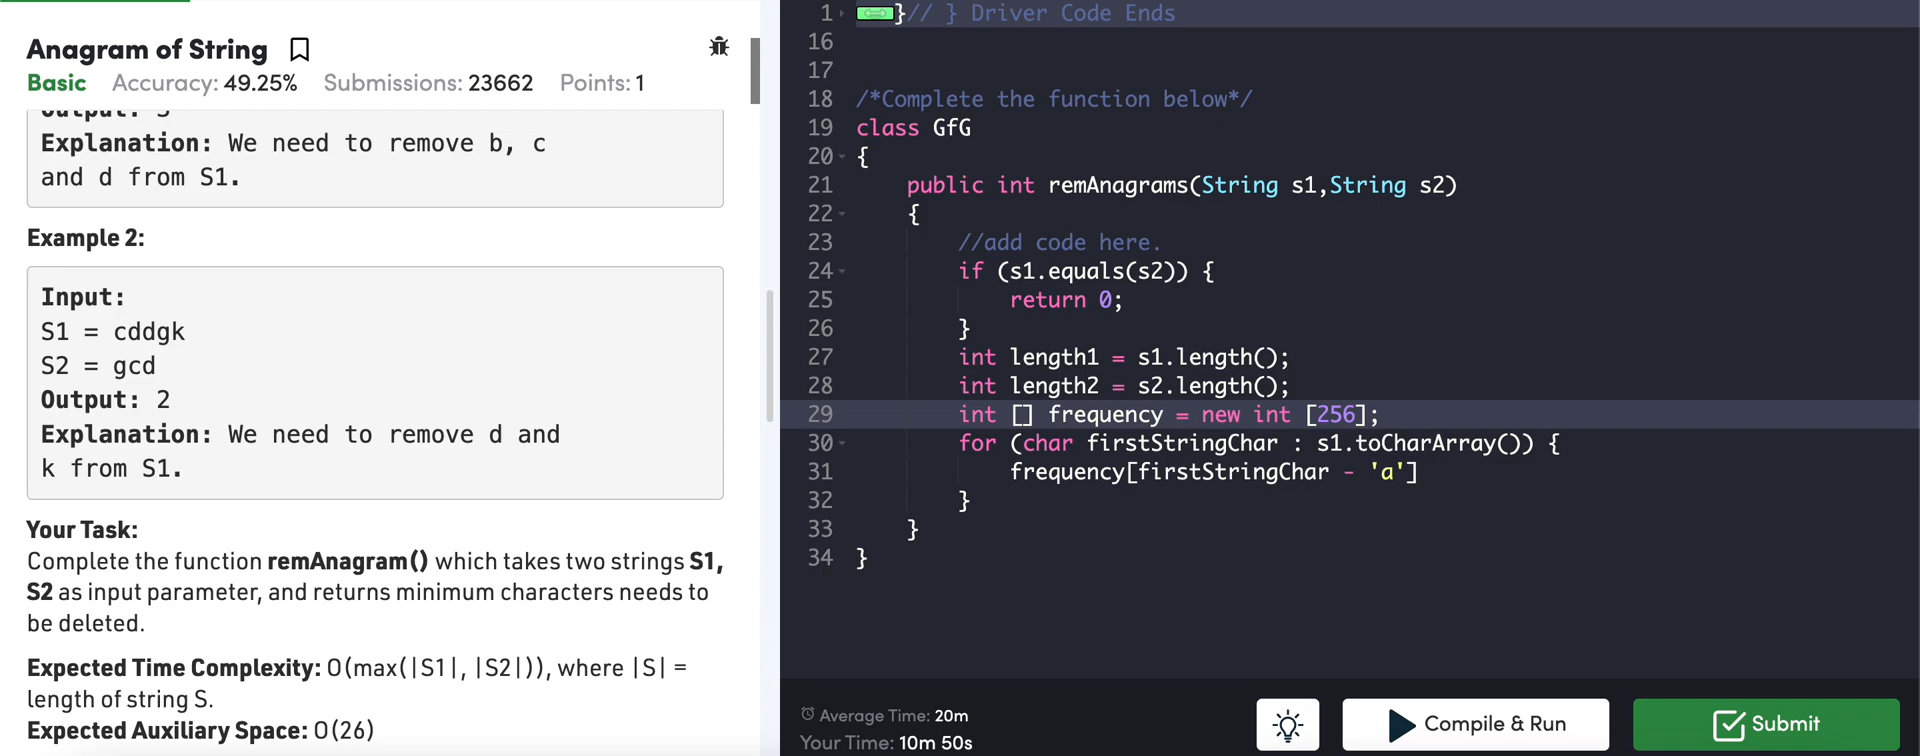 Anagram of String
Basic Accuracy: 49.25% Submissions: 23662 Points: 1
Output: 3
Explanation: We need to remove b, c
and d from S1.
Example 2:
Input:
S1 = cddgk
S2 = gcd
Output: 2
Explanation: We need to remove d and
k from S1.
Your Task:
Complete the function remAnagram() which takes two strings S1,
S2 as input parameter, and returns minimum characters needs to
be deleted.
Expected Time Complexity: O(max(|S1|, |S2|)), where |S| =
length of string S.
Expected Auxiliary Space: O(26)
1 }// } Driver Code Ends
16
17
18 /*Complete the function below*/
19 class GfG
20 {
21 public int remAnagrams(String s1,String s2)
22 {
23 //add code here.
24 if (s1.equals(s2)) {
25 return 0;
26 }
27 int length1 = s1.length();
28 int length2 = s2.length();
29 int [] frequency = new int [256];
30 for (char firstStringChar : s1.toCharArray()) {
31 frequency[firstStringChar - 'a']
32 }
33 }
34 }
Average Time: 20m
Your Time: 10m 50s
Compile & Run
Submit